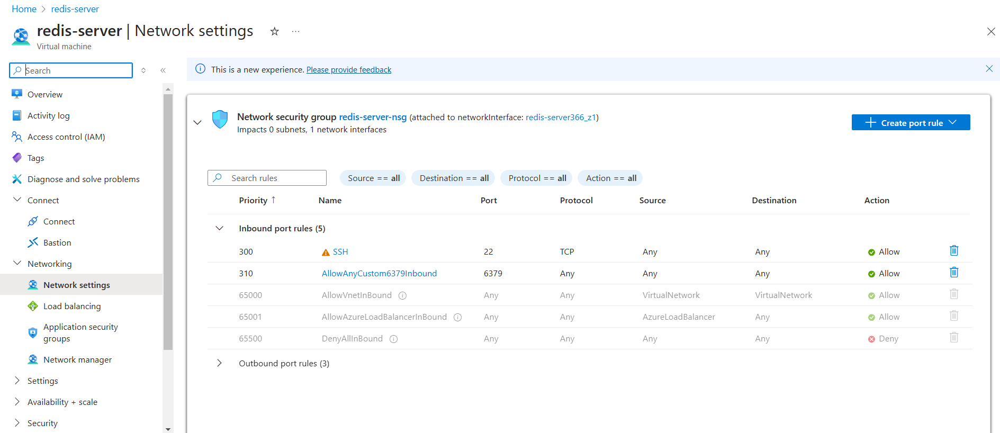 Home > redis-server
redis-server | Network settings
Virtual machine
Search
Overview
Activity log
Access control (IAM)
Tags
Diagnose and solve problems
Connect
Connect
Bastion
Networking
Network settings
Load balancing
Application security
groups
Network manager
Settings
Availability + scale
Security
This is a new experience. Please provide feedback
Network security group redis-server-nsg (attached to networkInterface: redis-server366_z1)
Impacts 0 subnets, 1 network interfaces
Create port rule
Search rules
Source == all
Destination == all
Protocol == all
Action == all
Priority ↑ Name Port Protocol Source Destination Action
Inbound port rules (5)
300 SSH 22 TCP Any Any Allow
310 AllowAnyCustom6379Inbound 6379 Any Any Any Allow
65000 AllowVnetInBound Any Any VirtualNetwork VirtualNetwork Allow
65001 AllowAzureLoadBalancerInBound Any Any AzureLoadBalancer Any Allow
65500 DenyAllInBound Any Any Any Any Deny
Outbound port rules (3)